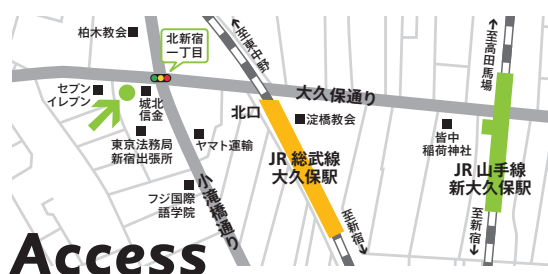 柏木教会
北新宿
一丁目
至東中野
至高田馬場
セブン
イレブン
城北
信金
大久保通り
北口
淀橋教会
皆中
稲荷神社
東京法務局
新宿出張所
ヤマト運輸
JR 総武線
大久保駅
JR 山手線
新大久保駅
フジ国際
語学院
小滝橋通り
至新宿
至新宿
Access